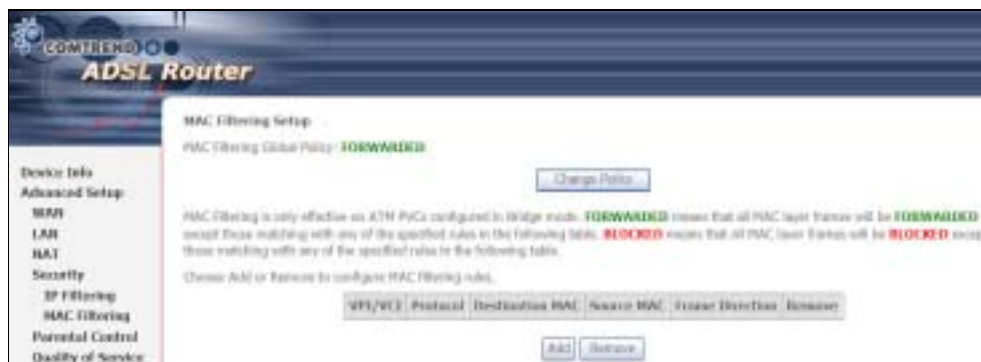 COMTREND
ADSL Router
MAC Filtering Setup
MAC Filtering Global Policy: FORWARDED
Change Policy
Device Info
Advanced Setup
WAN
LAN
NAT
Security
IP Filtering
MAC Filtering
Parental Control
Quality of Service
MAC Filtering is only effective on ATM PVCs configured in Bridge mode. FORWARDED means that all MAC layer frames will be FORWARDED
except those matching with any of the specified rules in the following table. BLOCKED means that all MAC layer frames will be BLOCKED excep
those matching with any of the specified rules in the following table.
Choose Add or Remove to configure MAC filtering rules.
VPI/VCI Protocol Destination MAC Source MAC Frame Direction Remove
Add Remove